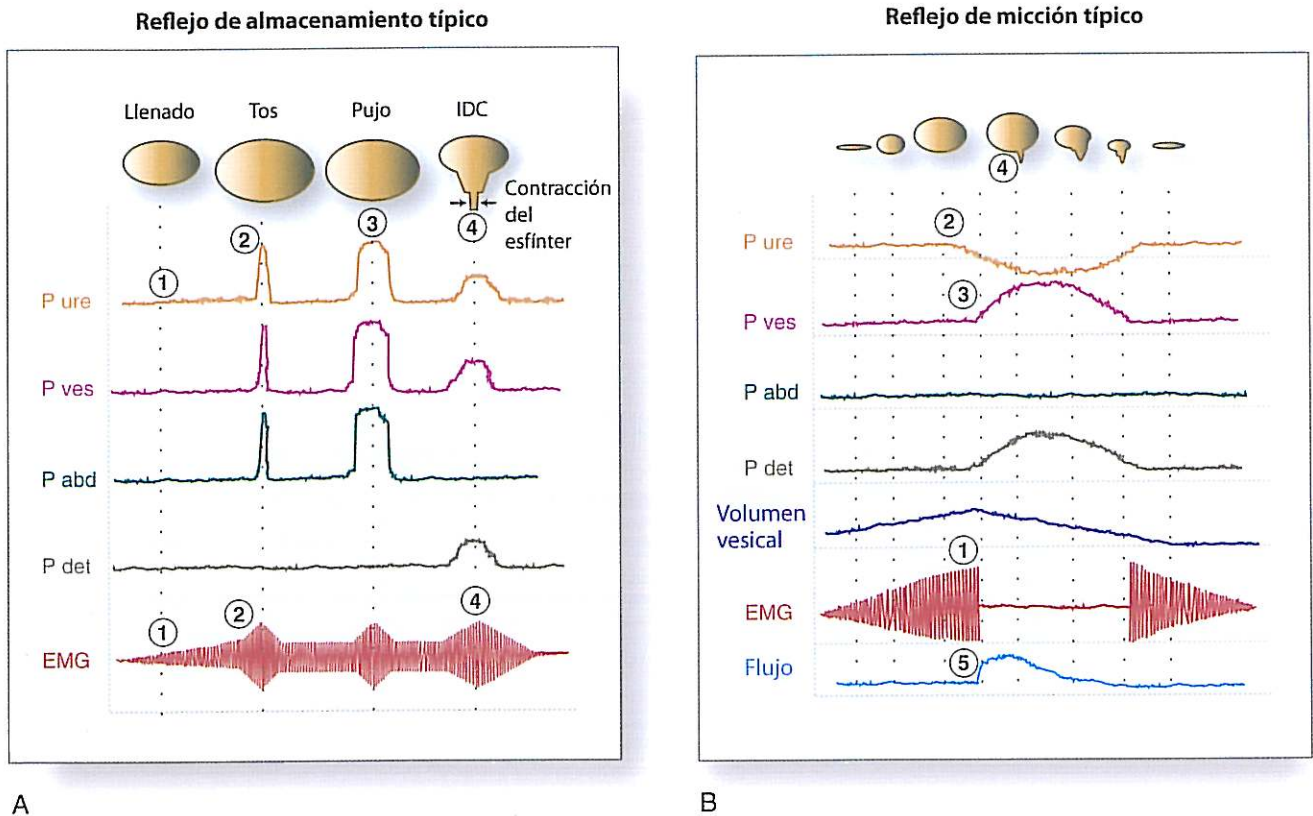 Reflejo de almacenamiento típico
Llenado Tos Pujo IDC
Contracción
del
esfínter
1 2 3 4
P ure
P ves
P abd
P det
1 2 4
EMG
A
Reflejo de micción típico
4
P ure 2
3
P ves
P abd
P det
Volumen
vesical
1
EMG
Flujo 5
B